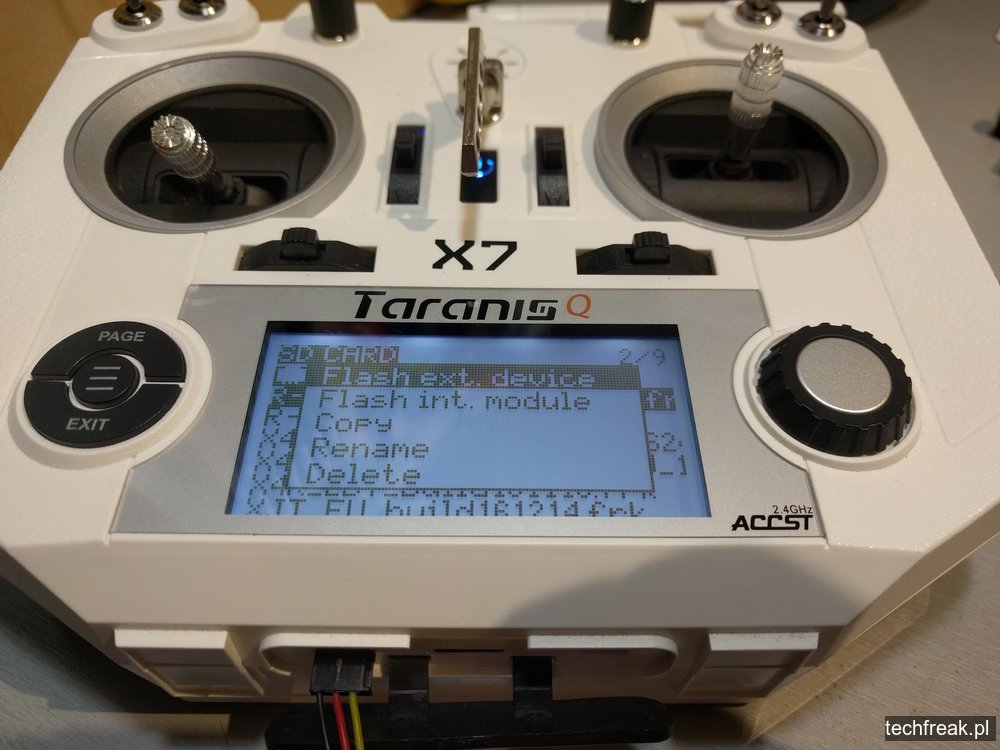 X7
Taranis Q
PAGE
EXIT
SD CARD 2/9
Flash ext. device
Flash int. module
Copy
Rename
Delete
2.4GHz
ACCST
techfreak.pl